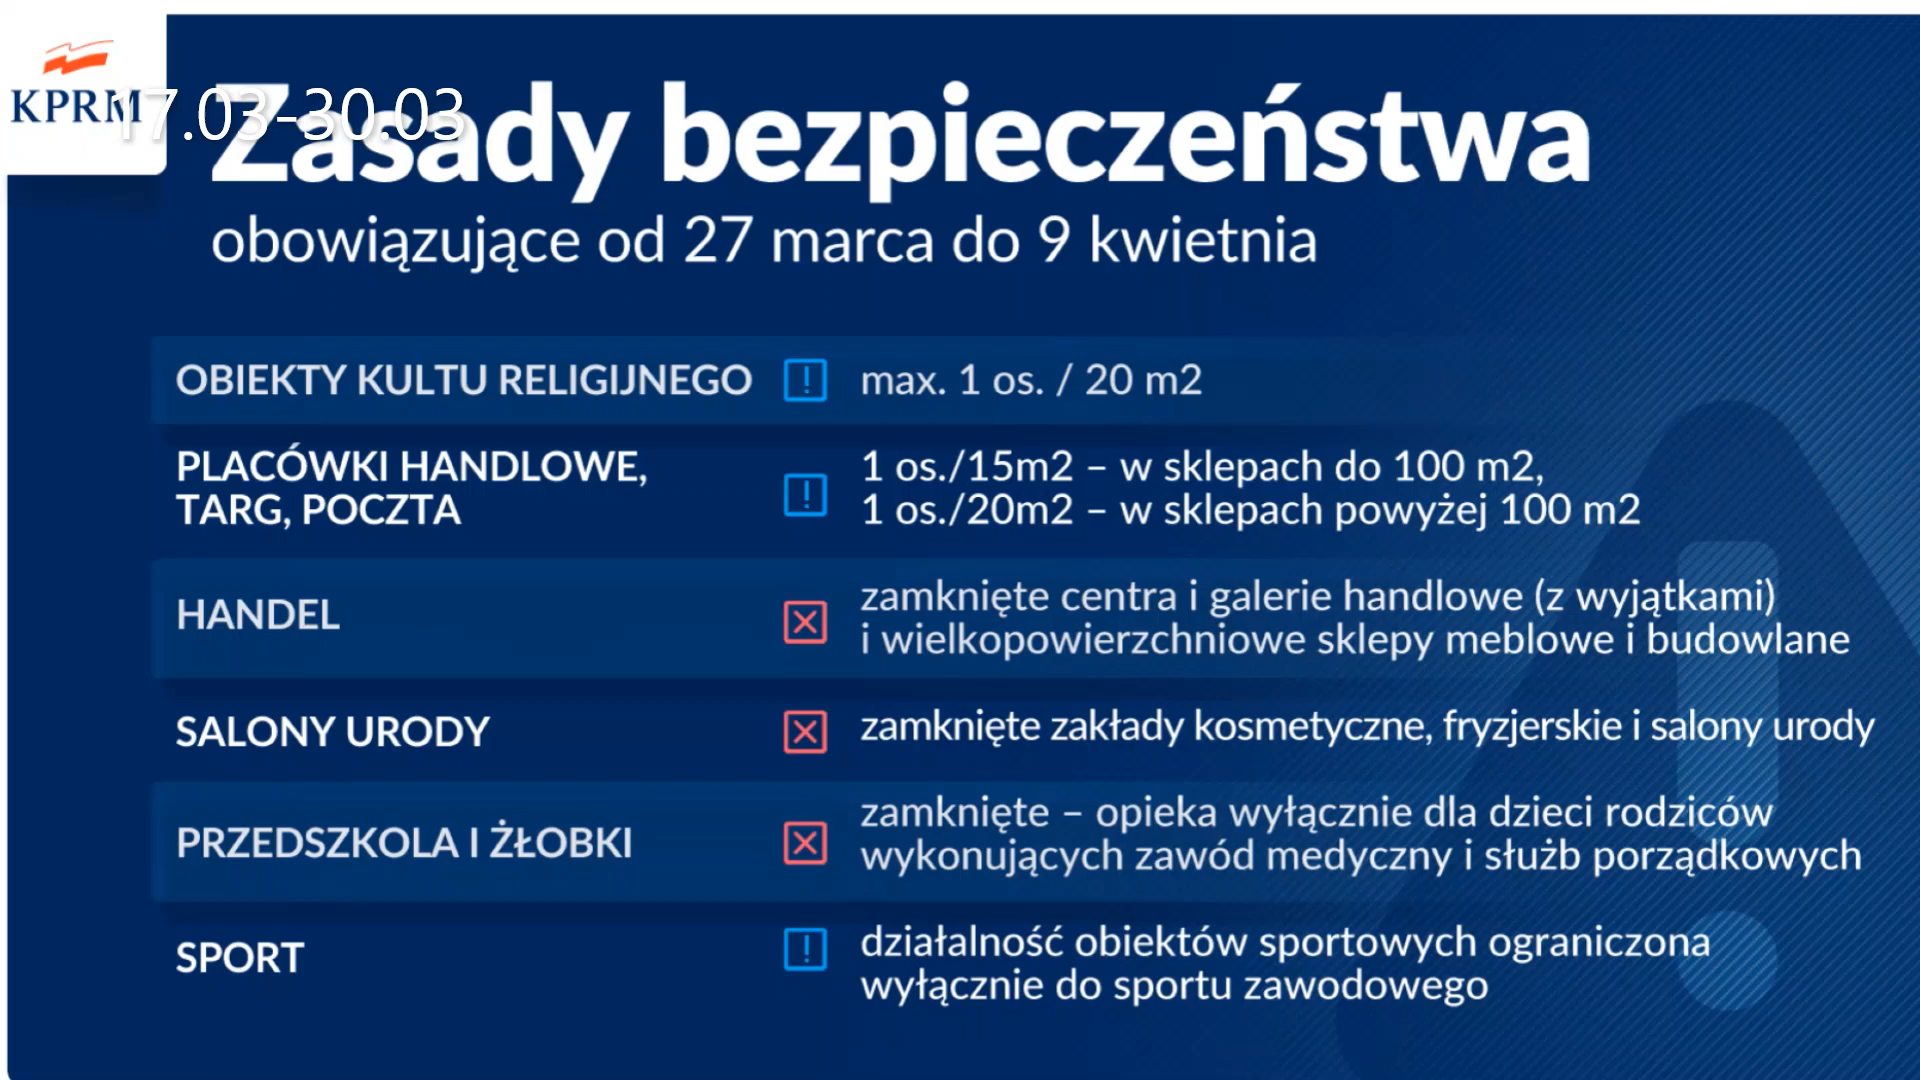 KPRM
17.03-30.03
Zasady bezpieczeństwa
obowiązujące od 27 marca do 9 kwietnia
OBIEKTY KULTU RELIGIJNEGO
max. 1 os. / 20 m2
PLACÓWKI HANDLOWE,
TARG, POCZTA
1 os./15m2 – w sklepach do 100 m2,
1 os./20m2 – w sklepach powyżej 100 m2
HANDEL
zamknięte centra i galerie handlowe (z wyjątkami)
i wielkopowierzchniowe sklepy meblowe i budowlane
SALONY URODY
zamknięte zakłady kosmetyczne, fryzjerskie i salony urody
PRZEDSZKOLA I ŻŁOBKI
zamknięte – opieka wyłącznie dla dzieci rodziców
wykonujących zawód medyczny i służb porządkowych
SPORT
działalność obiektów sportowych ograniczona
wyłącznie do sportu zawodowego